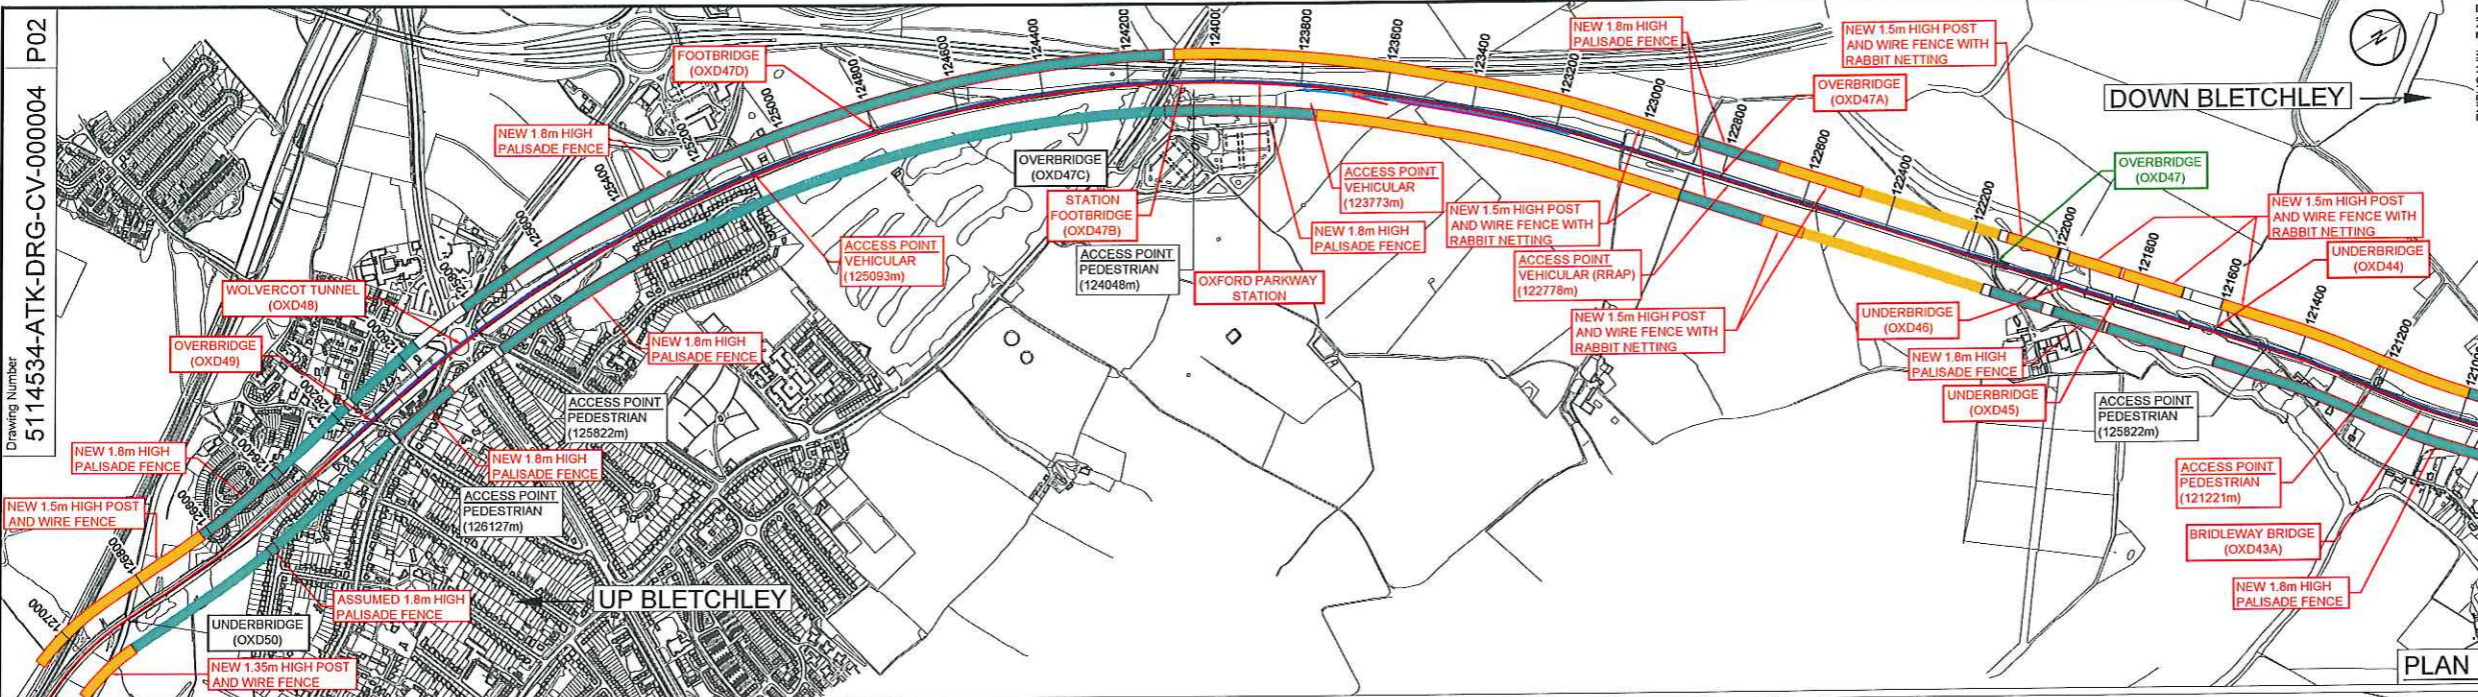 Drawing Number
5114534-ATK-DRG-CV-000004 P02
FOOTBRIDGE
(OXD47D)
NEW 1.8m HIGH
PALISADE FENCE
124800
124600
124400
124200
124000
123800
123600
123400
123200
123000
122800
122600
122400
122200
122000
121800
121600
121400
121200
125000
125200
125400
125600
125800
126000
126200
126400
126600
126800
127000
NEW 1.8m HIGH
PALISADE FENCE
NEW 1.5m HIGH POST
AND WIRE FENCE WITH
RABBIT NETTING
OVERBRIDGE
(OXD47A)
DOWN BLETCHLEY
N
OVERBRIDGE
(OXD47)
OVERBRIDGE
(OXD47C)
STATION
FOOTBRIDGE
(OXD47B)
ACCESS POINT
PEDESTRIAN
(124048m)
OXFORD PARKWAY
STATION
ACCESS POINT
VEHICULAR
(123773m)
NEW 1.8m HIGH
PALISADE FENCE
NEW 1.5m HIGH POST
AND WIRE FENCE WITH
RABBIT NETTING
ACCESS POINT
VEHICULAR (RRAP)
(122778m)
NEW 1.5m HIGH POST
AND WIRE FENCE WITH
RABBIT NETTING
NEW 1.5m HIGH POST
AND WIRE FENCE WITH
RABBIT NETTING
UNDERBRIDGE
(OXD44)
UNDERBRIDGE
(OXD46)
NEW 1.8m HIGH
PALISADE FENCE
UNDERBRIDGE
(OXD45)
ACCESS POINT
PEDESTRIAN
(125822m)
ACCESS POINT
PEDESTRIAN
(121221m)
BRIDLEWAY BRIDGE
(OXD43A)
NEW 1.8m HIGH
PALISADE FENCE
ACCESS POINT
VEHICULAR
(125093m)
WOLVERCOT TUNNEL
(OXD48)
OVERBRIDGE
(OXD49)
NEW 1.8m HIGH
PALISADE FENCE
ACCESS POINT
PEDESTRIAN
(125822m)
NEW 1.8m HIGH
PALISADE FENCE
NEW 1.8m HIGH
PALISADE FENCE
ACCESS POINT
PEDESTRIAN
(126127m)
NEW 1.5m HIGH POST
AND WIRE FENCE
ASSUMED 1.8m HIGH
PALISADE FENCE
UP BLETCHLEY
UNDERBRIDGE
(OXD50)
NEW 1.35m HIGH POST
AND WIRE FENCE
PLAN